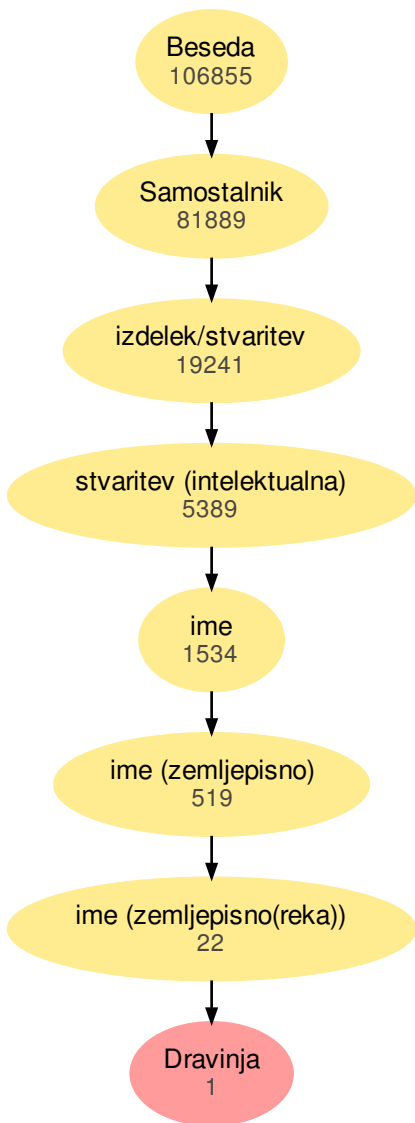 Beseda
106855
Samostalnik
81889
izdelek/stvaritev
19241
stvaritev (intelektualna)
5389
ime
1534
ime (zemljepisno)
519
ime (zemljepisno(reka))
22
Dravinja
1